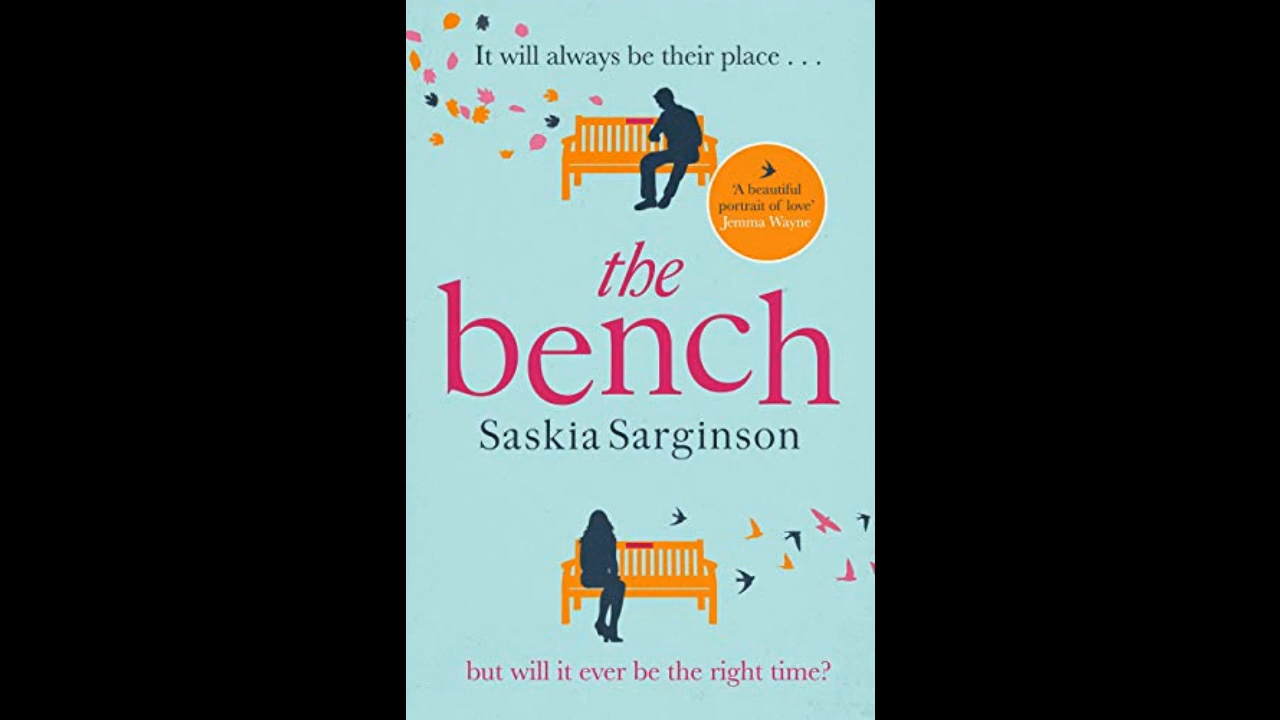 It will always be their place . . .
‘A beautiful
portrait of love’
Jemma Wayne
the
bench
Saskia Sarginson
but will it ever be the right time?